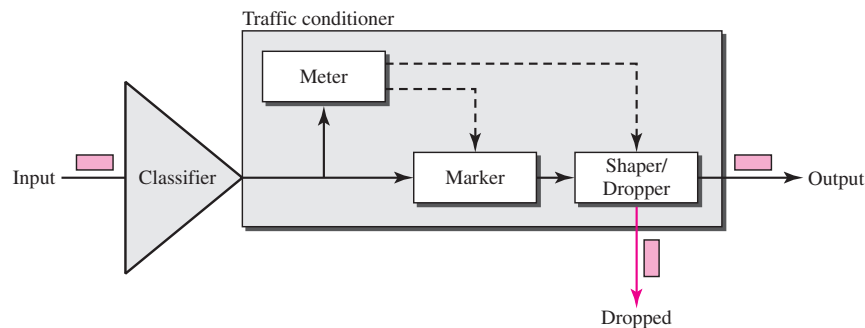 Traffic conditioner
Meter
Input
Classifier
Marker
Shaper/
Dropper
Output
Dropped